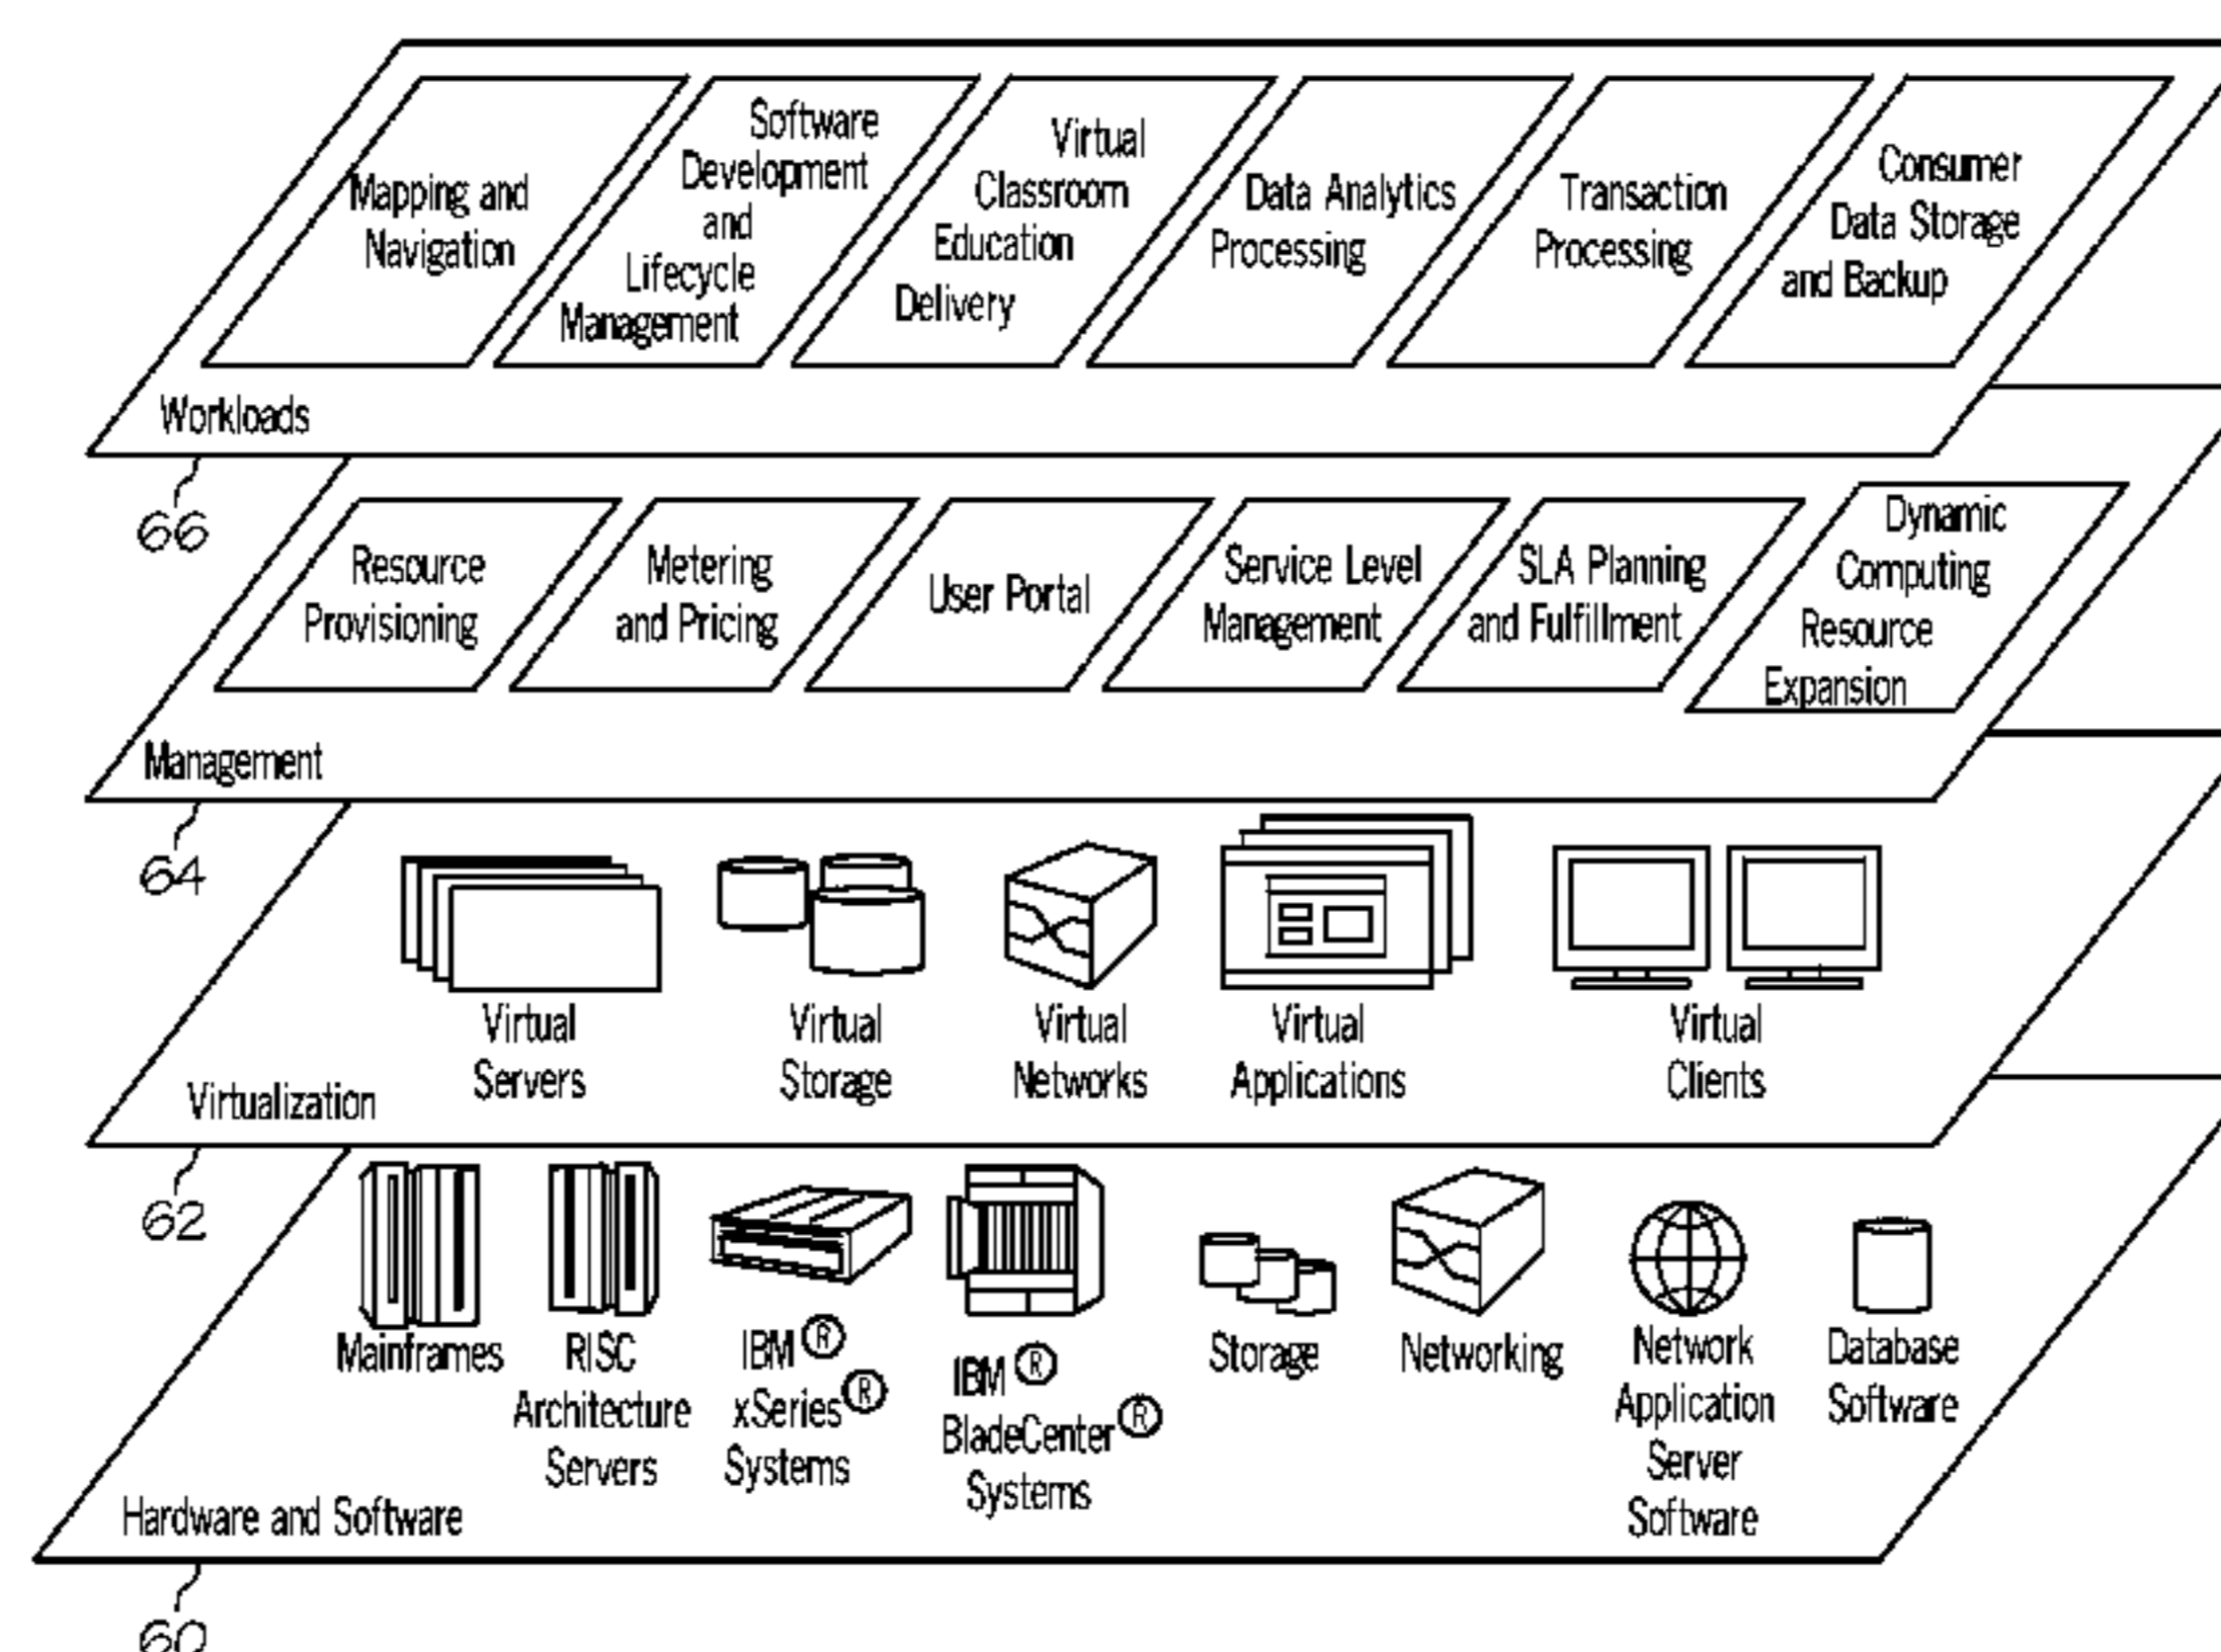 Mapping and
Navigation
Software
Development
and
Lifecycle
Management
Virtual
Classroom
Education
Delivery
Data Analytics
Processing
Transaction
Processing
Consumer
Data Storage
and Backup
Workloads
66
Resource
Provisioning
Metering
and Pricing
User Portal
Service Level
Management
SLA Planning
and Fulfillment
Dynamic
Computing
Resource
Expansion
Management
64
Virtual
Servers
Virtual
Storage
Virtual
Networks
Virtual
Applications
Virtual
Clients
Virtualization
62
Mainframes
RISC
Architecture
Servers
IBM ®
xSeries ®
Systems
IBM ®
BladeCenter ®
Systems
Storage
Networking
Network
Application
Server
Software
Database
Software
Hardware and Software
60